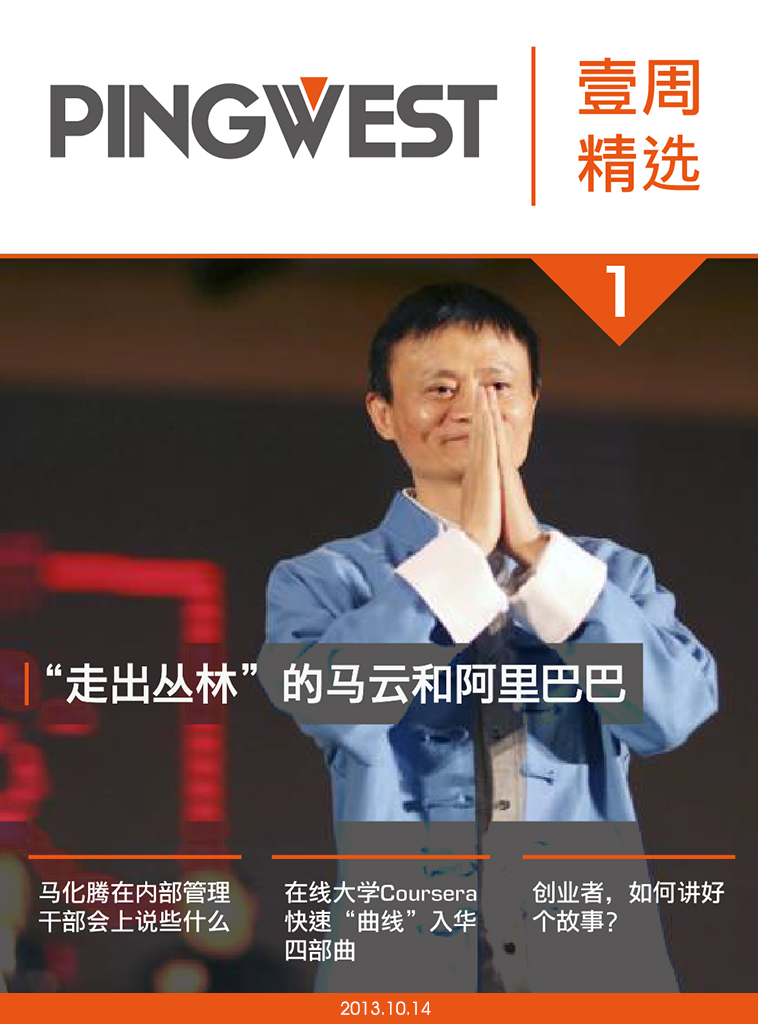 PINGWEST
壹周
精选
1
“走出丛林”的马云和阿里巴巴
马化腾在内部管理
干部会上说些什么
在线大学Coursera
快速“曲线”入华
四部曲
创业者，如何讲好
个故事？
2013.10.14